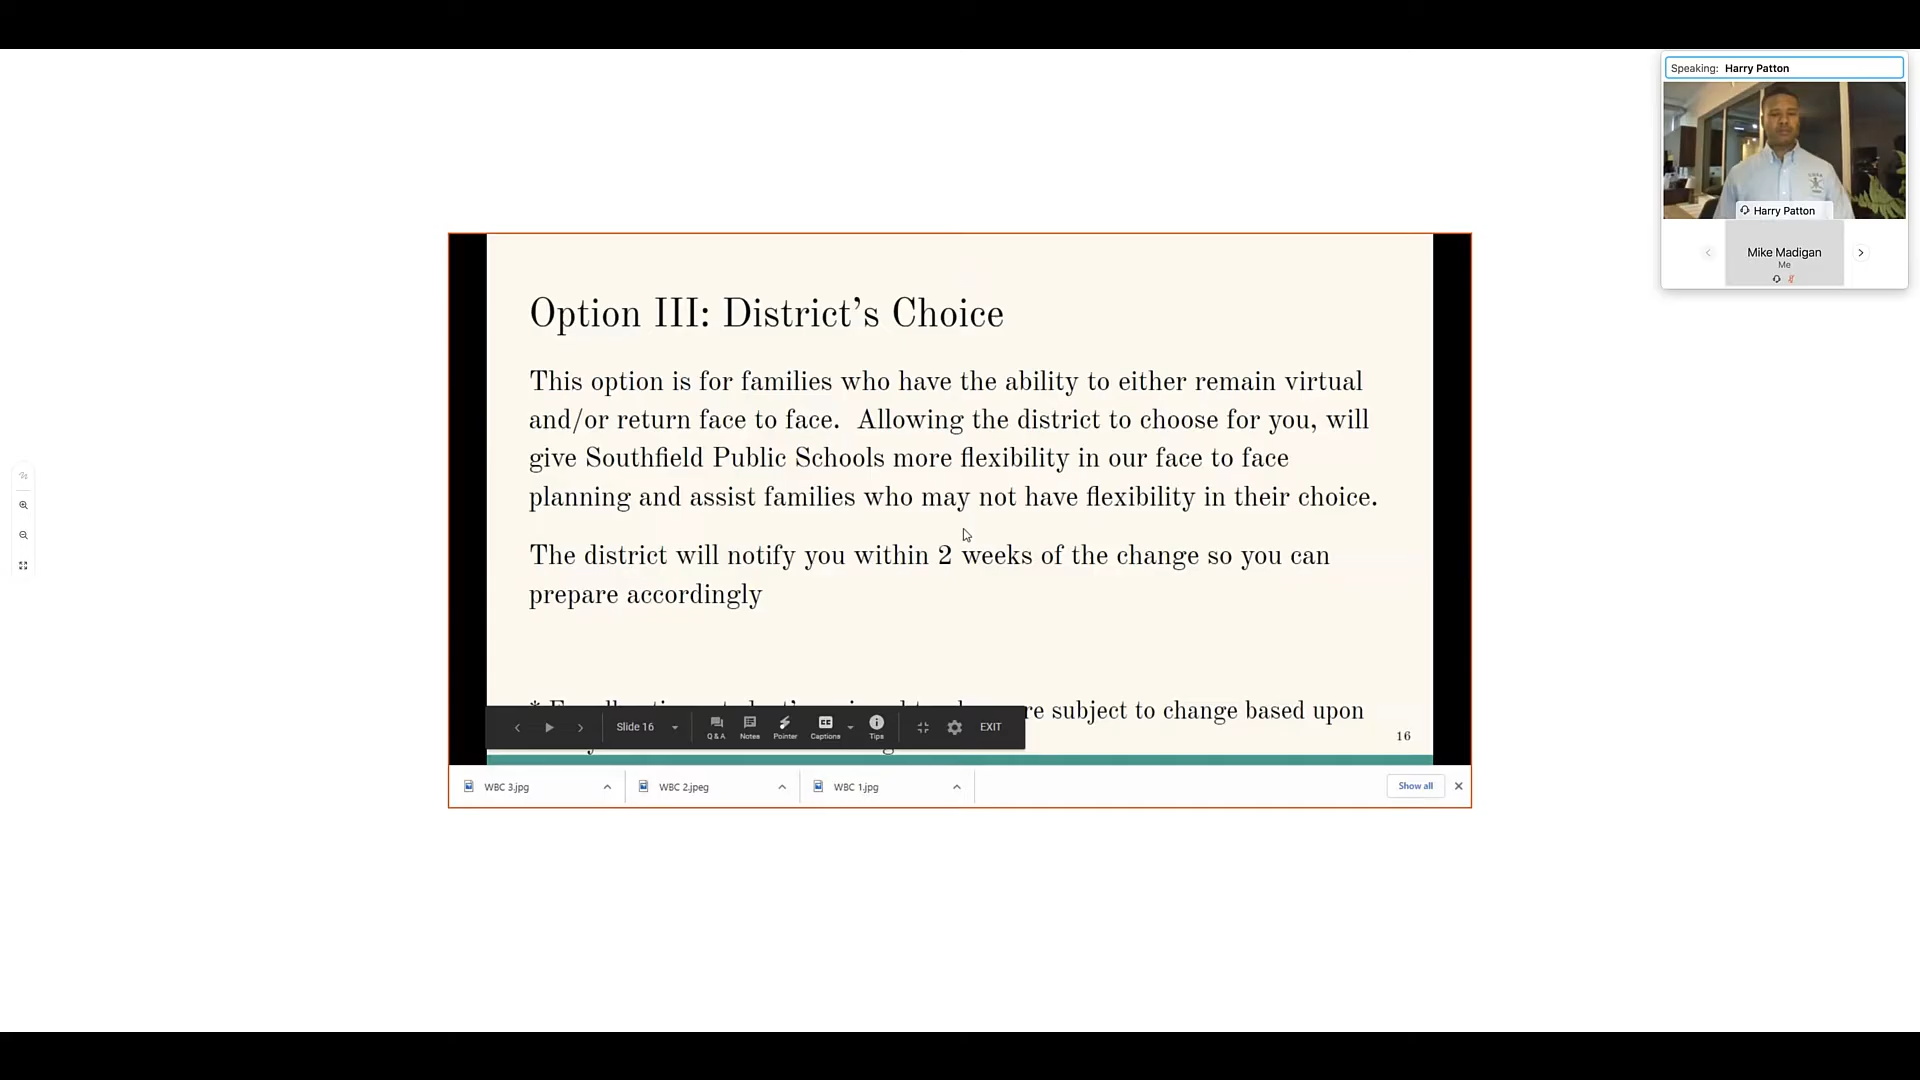 Speaking: Harry Patton
Harry Patton
Mike Madigan
Me
Option III: District's Choice
This option is for families who have the ability to either remain virtual
and/or return face to face. Allowing the district to choose for you, will
give Southfield Public Schools more flexibility in our face to face
planning and assist families who may not have flexibility in their choice.
The district will notify you within 2 weeks of the change so you can
prepare accordingly
* subject to change based upon
Slide 16
Q & A
Notes
Pointer
Captions
Tips
EXIT
16
WBC 3.jpg
WBC 2.jpeg
WBC 1.jpg
Show all